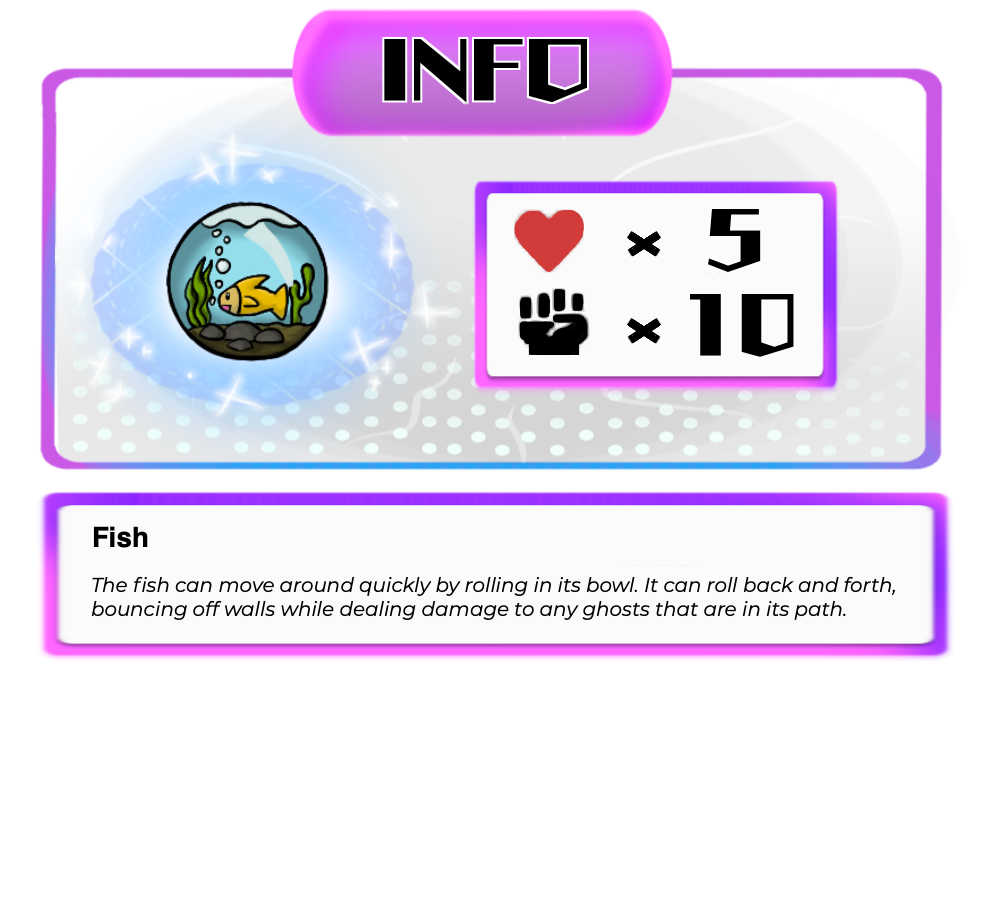 INFO
× 5
× 10
Fish
The fish can move around quickly by rolling in its bowl. It can roll back and forth,
bouncing off walls while dealing damage to any ghosts that are in its path.